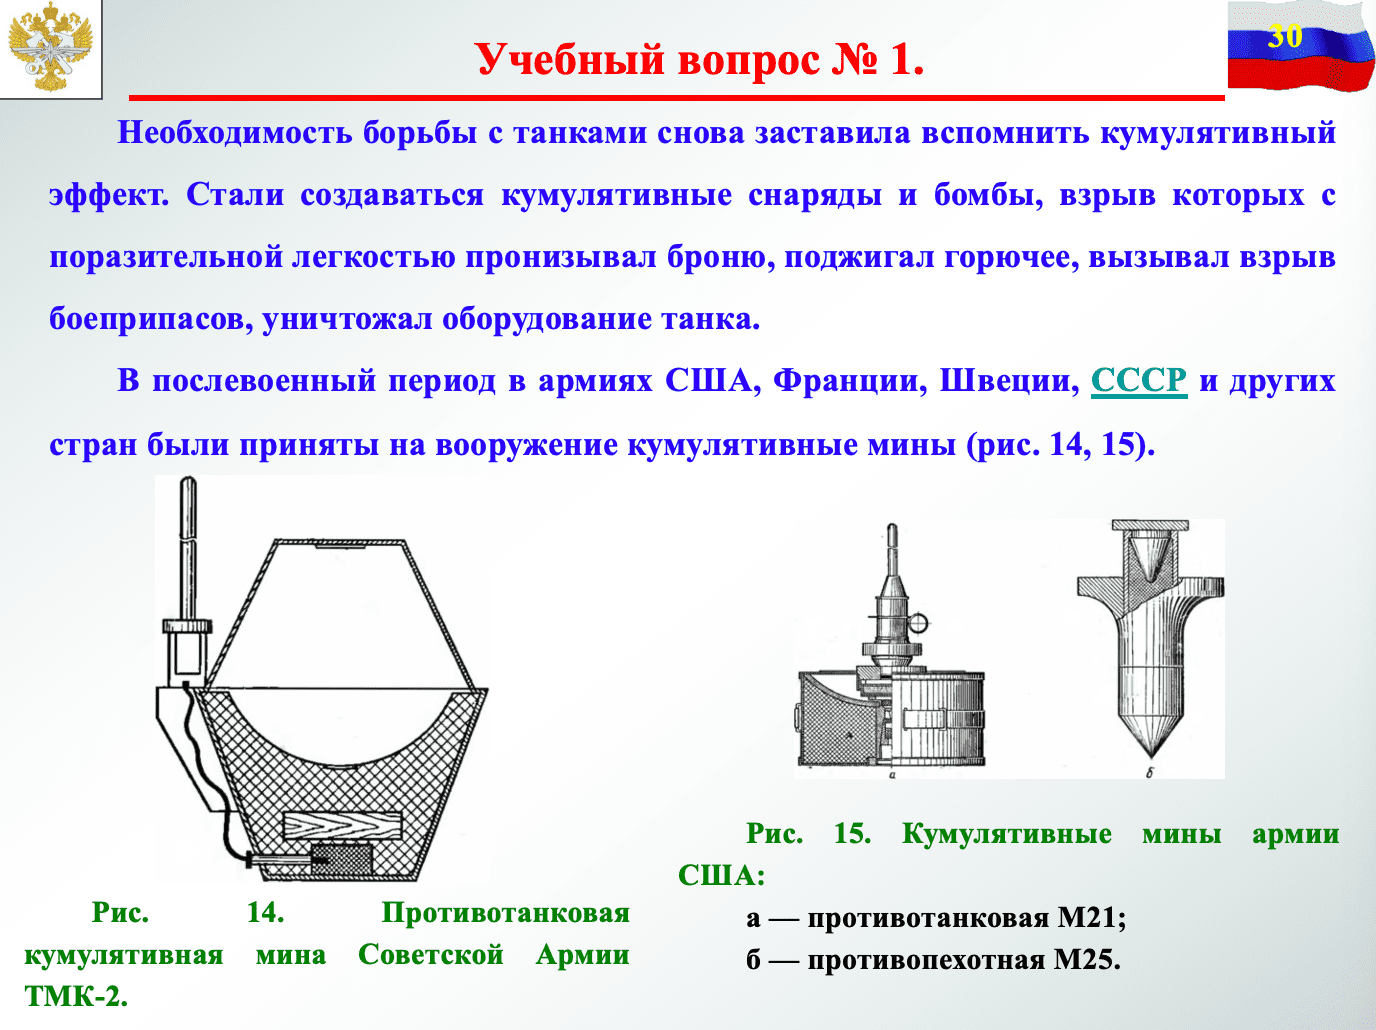 30
Учебный вопрос № 1.
Необходимость борьбы с танками снова заставила вспомнить кумулятивный
эффект. Стали создаваться кумулятивные снаряды и бомбы, взрыв которых с
поразительной легкостью пронизывал броню, поджигал горючее, вызывал взрыв
боеприпасов, уничтожал оборудование танка.
В послевоенный период в армиях США, Франции, Швеции, СССР и других
стран были приняты на вооружение кумулятивные мины (рис. 14, 15).
а
б
Рис. 14. Противотанковая
кумулятивная мина Советской Армии
ТМК-2.
Рис. 15. Кумулятивные мины армии
США:
а — противотанковая М21;
б — противопехотная М25.